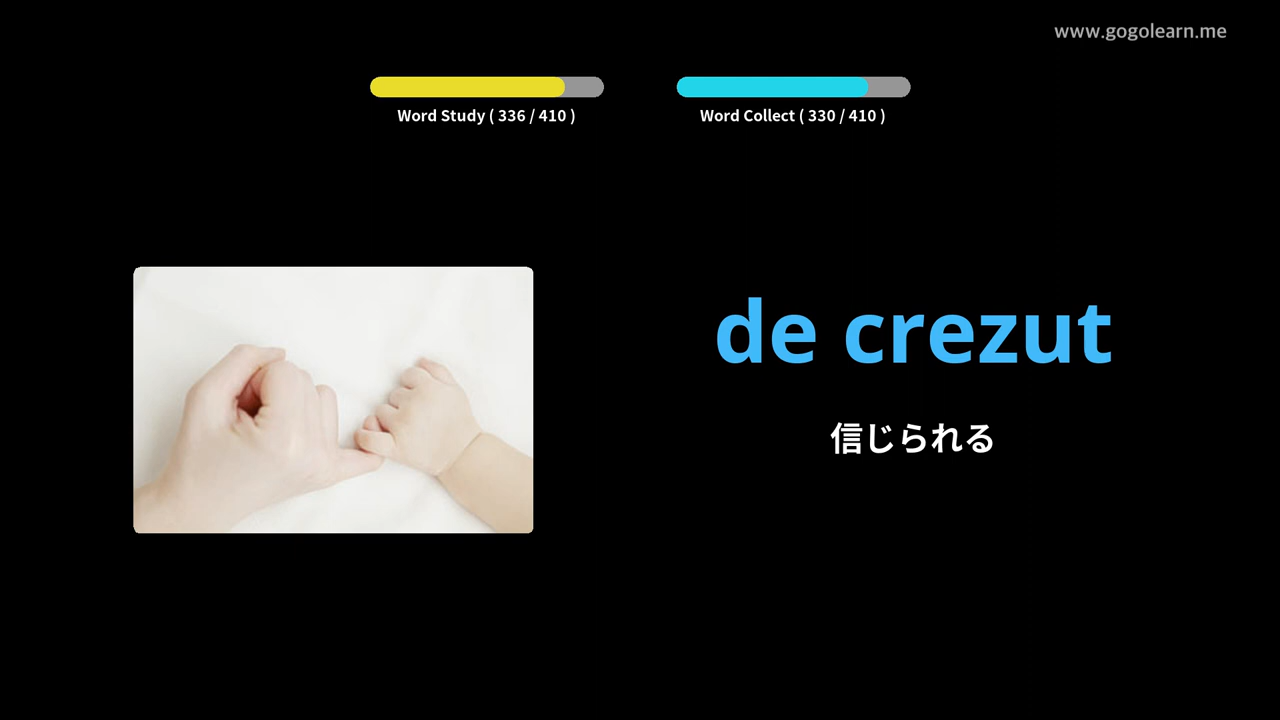 www.gogolearn.me
Word Study ( 336 / 410 )
Word Collect ( 330 / 410 )
de crezut
信じられる